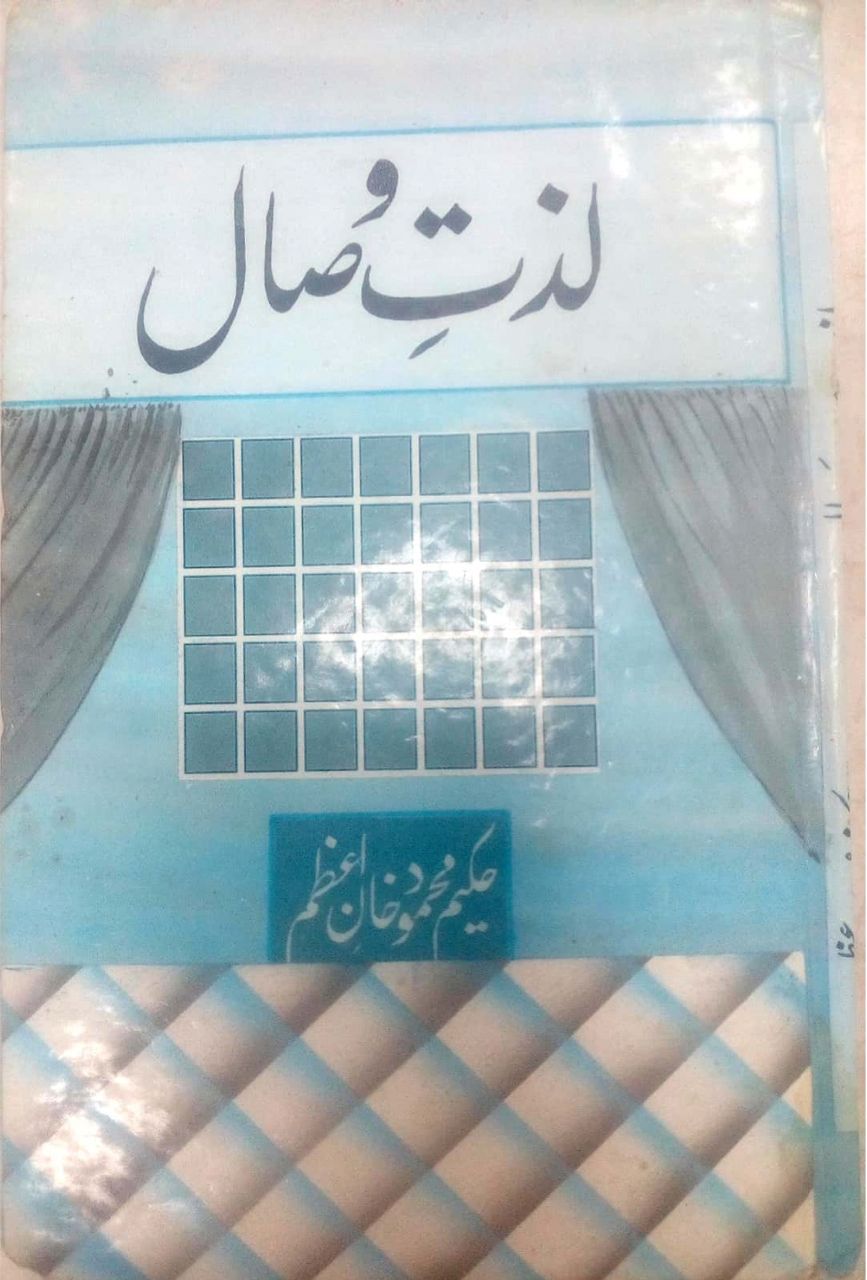 لذتِ وصال
حکیم محمود خانِ اعظم